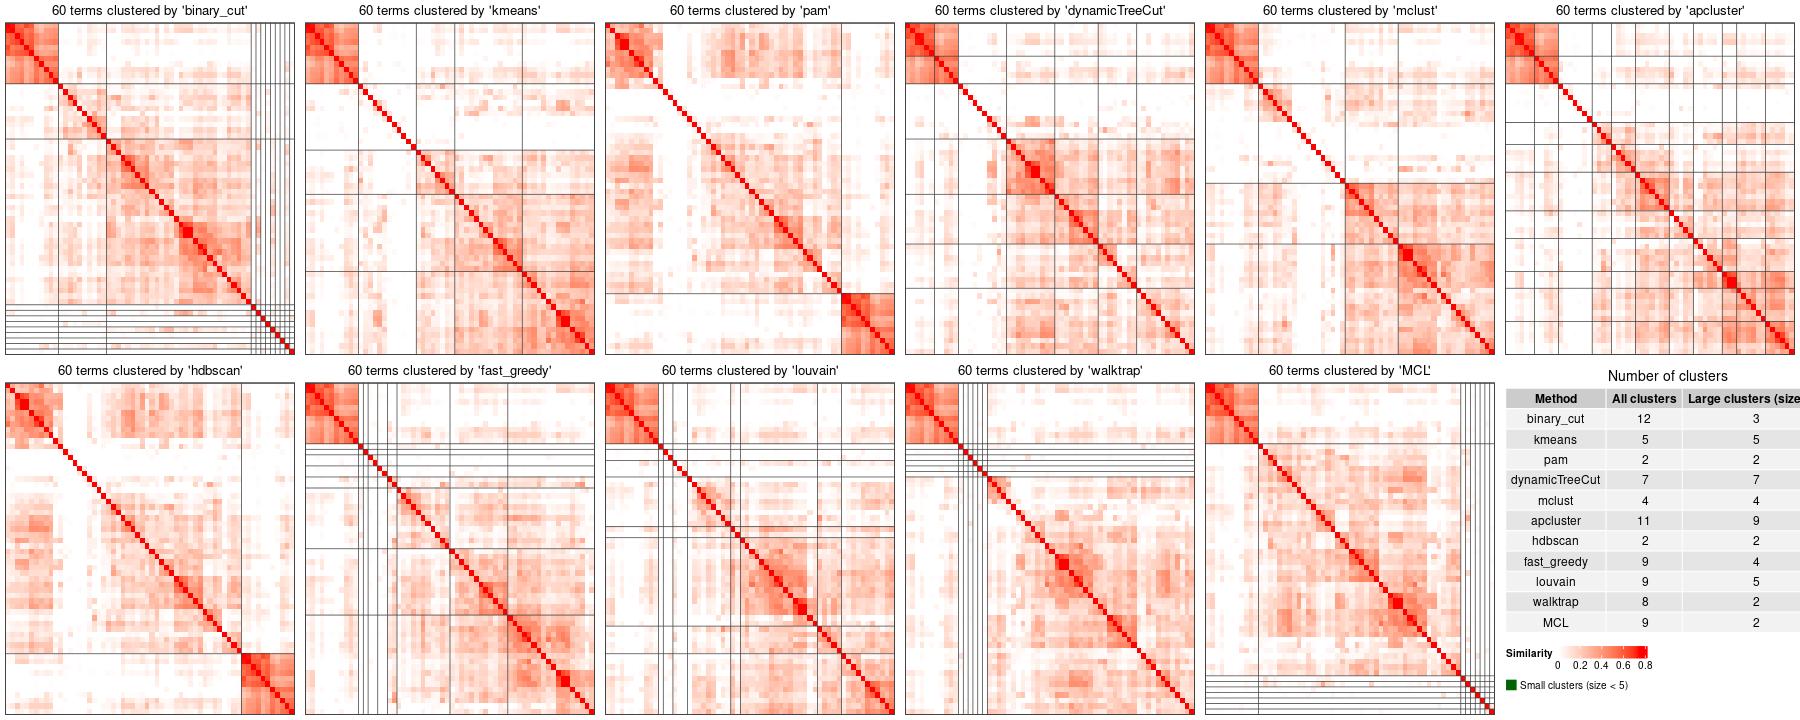 60 terms clustered by 'binary_cut'
60 terms clustered by 'kmeans'
60 terms clustered by 'pam'
60 terms clustered by 'dynamicTreeCut'
60 terms clustered by 'mclust'
60 terms clustered by 'apcluster'
60 terms clustered by 'hdbscan'
60 terms clustered by 'fast_greedy'
60 terms clustered by 'louvain'
60 terms clustered by 'walktrap'
60 terms clustered by 'MCL'
Number of clusters
Method All clusters Large clusters (size
binary_cut 12 3
kmeans 5 5
pam 2 2
dynamicTreeCut 7 7
mclust 4 4
apcluster 11 9
hdbscan 2 2
fast_greedy 9 4
louvain 9 5
walktrap 8 2
MCL 9 2
Similarity
0 0.2 0.4 0.6 0.8
Small clusters (size < 5)